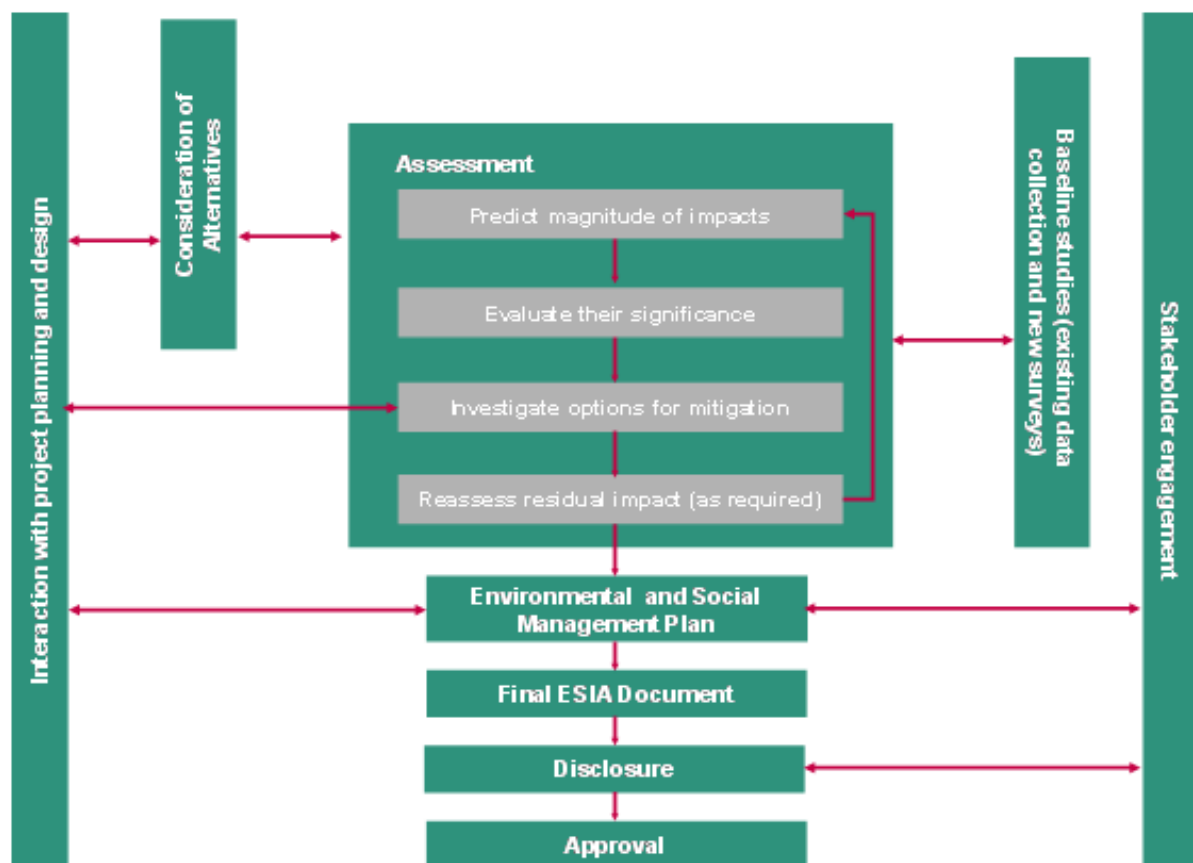 Interaction with project planning and design
Consideration of
Alternatives
Assessment
Predict magnitude of impacts
Evaluate their significance
Investigate options for mitigation
Reassess residual impact (as required)
Baseline studies (existing data
collection and new surveys)
Stakeholder engagement
Environmental and Social
Management Plan
Final ESIA Document
Disclosure
Approval